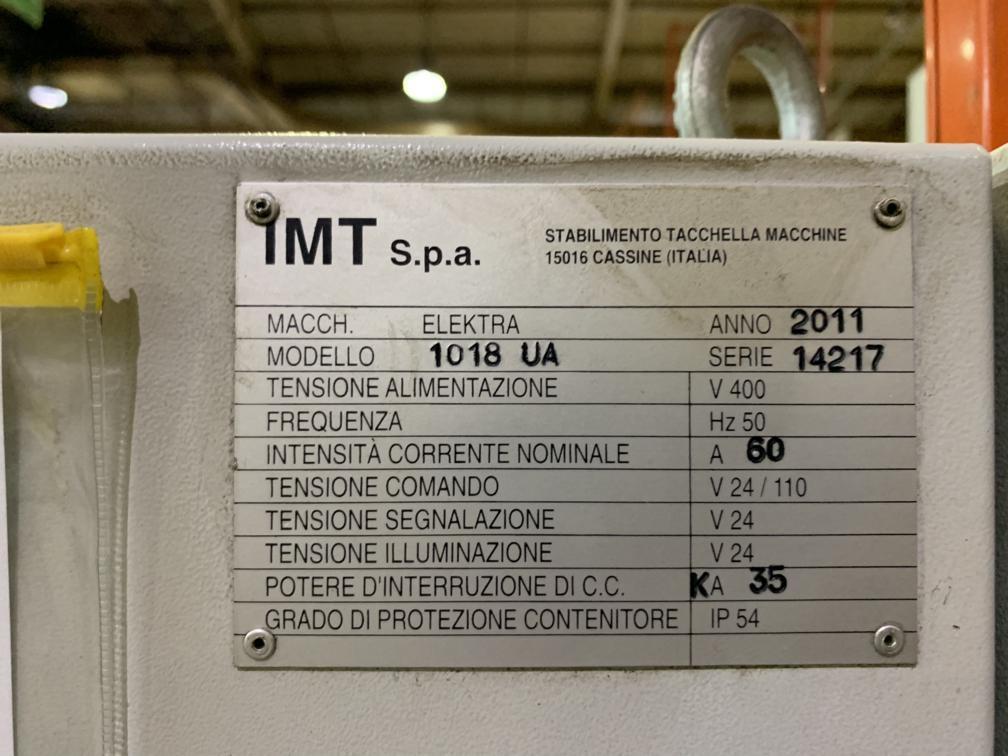 IMT S.p.a.
STABILIMENTO TACCHELLA MACCHINE
15016 CASSINE (ITALIA)
MACCH. ELEKTRA ANNO 2011
MODELLO 1018 UA SERIE 14217
TENSIONE ALIMENTAZIONE V 400
FREQUENZA Hz 50
INTENSITÀ CORRENTE NOMINALE A 60
TENSIONE COMANDO V 24 / 110
TENSIONE SEGNALAZIONE V 24
TENSIONE ILLUMINAZIONE V 24
POTERE D'INTERRUZIONE DI C.C. KA 35
GRADO DI PROTEZIONE CONTENITORE IP 54